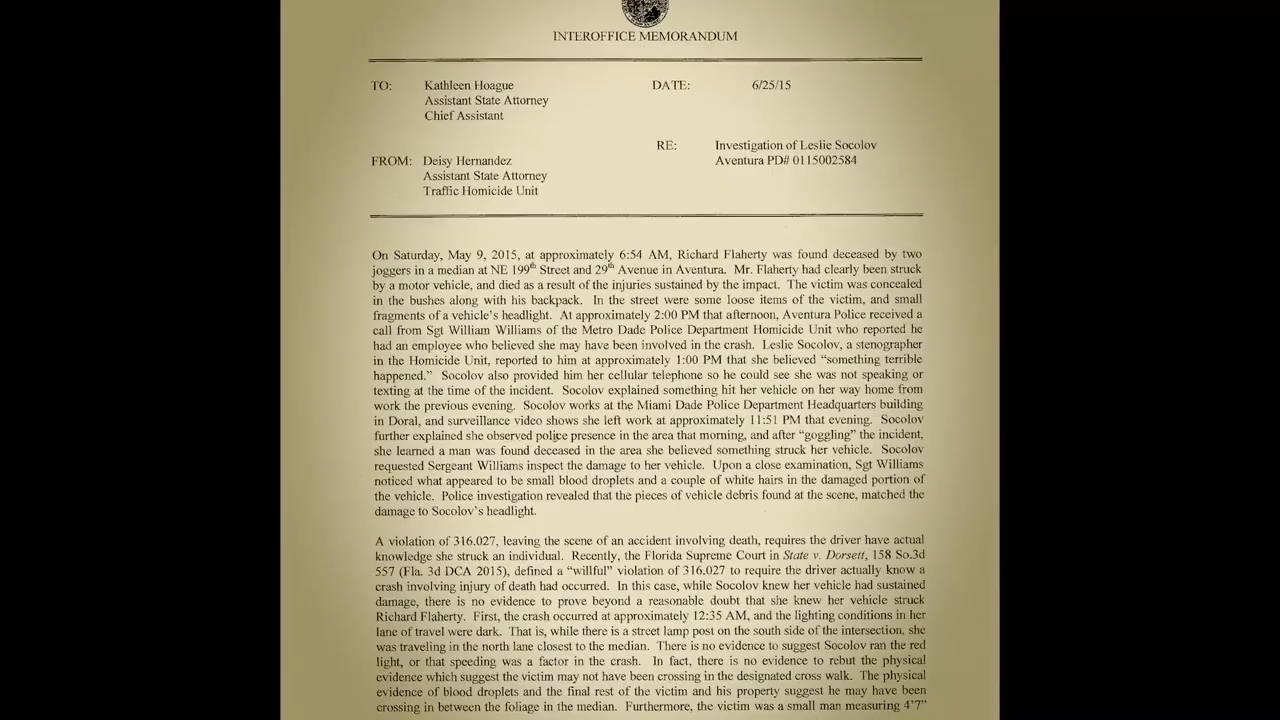 INTEROFFICE MEMORANDUM
TO: Kathleen Hoague DATE: 6/25/15
Assistant State Attorney
Chief Assistant
RE: Investigation of Leslie Socolov
FROM: Deisy Hernandez Aventura PD# 0115002584
Assistant State Attorney
Traffic Homicide Unit
On Saturday, May 9, 2015, at approximately 6:54 AM, Richard Flaherty was found deceased by two
joggers in a median at NE 199th Street and 29th Avenue in Aventura. Mr. Flaherty had clearly been struck
by a motor vehicle, and died as a result of the injuries sustained by the impact. The victim was concealed
in the bushes along with his backpack. In the street were some loose items of the victim, and small
fragments of a vehicle's headlight. At approximately 2:00 PM that afternoon, Aventura Police received a
call from Sgt William Williams of the Metro Dade Police Department Homicide Unit who reported he
had an employee who believed she may have been involved in the crash. Leslie Socolov, a stenographer
in the Homicide Unit, reported to him at approximately 1:00 PM that she believed "something terrible
happened." Socolov also provided him her cellular telephone so he could see she was not speaking or
texting at the time of the incident. Socolov explained something hit her vehicle on her way home from
work the previous evening. Socolov works at the Miami Dade Police Department Headquarters building
in Doral, and surveillance video shows she left work at approximately 11:51 PM that evening. Socolov
further explained she observed police presence in the area that morning, and after "goggling" the incident,
she learned a man was found deceased in the area she believed something struck her vehicle. Socolov
requested Sergeant Williams inspect the damage to her vehicle. Upon a close examination, Sgt Williams
noticed what appeared to be small blood droplets and a couple of white hairs in the damaged portion of
the vehicle. Police investigation revealed that the pieces of vehicle debris found at the scene, matched the
damage to Socolov's headlight.
A violation of 316.027, leaving the scene of an accident involving death, requires the driver have actual
knowledge she struck an individual. Recently, the Florida Supreme Court in State v. Dorsett, 158 So.3d
557 (Fla. 3d DCA 2015), defined a "willful" violation of 316.027 to require the driver actually know a
crash involving injury of death had occurred. In this case, while Socolov knew her vehicle had sustained
damage, there is no evidence to prove beyond a reasonable doubt that she knew her vehicle struck
Richard Flaherty. First, the crash occurred at approximately 12:35 AM, and the lighting conditions in her
lane of travel were dark. That is, while there is a street lamp post on the south side of the intersection, she
was traveling in the north lane closest to the median. There is no evidence to suggest Socolov ran the red
light, or that speeding was a factor in the crash. In fact, there is no evidence to rebut the physical
evidence which suggest the victim may not have been crossing in the designated cross walk. The physical
evidence of blood droplets and the final rest of the victim and his property suggest he may have been
crossing in between the foliage in the median. Furthermore, the victim was a small man measuring 4'7"